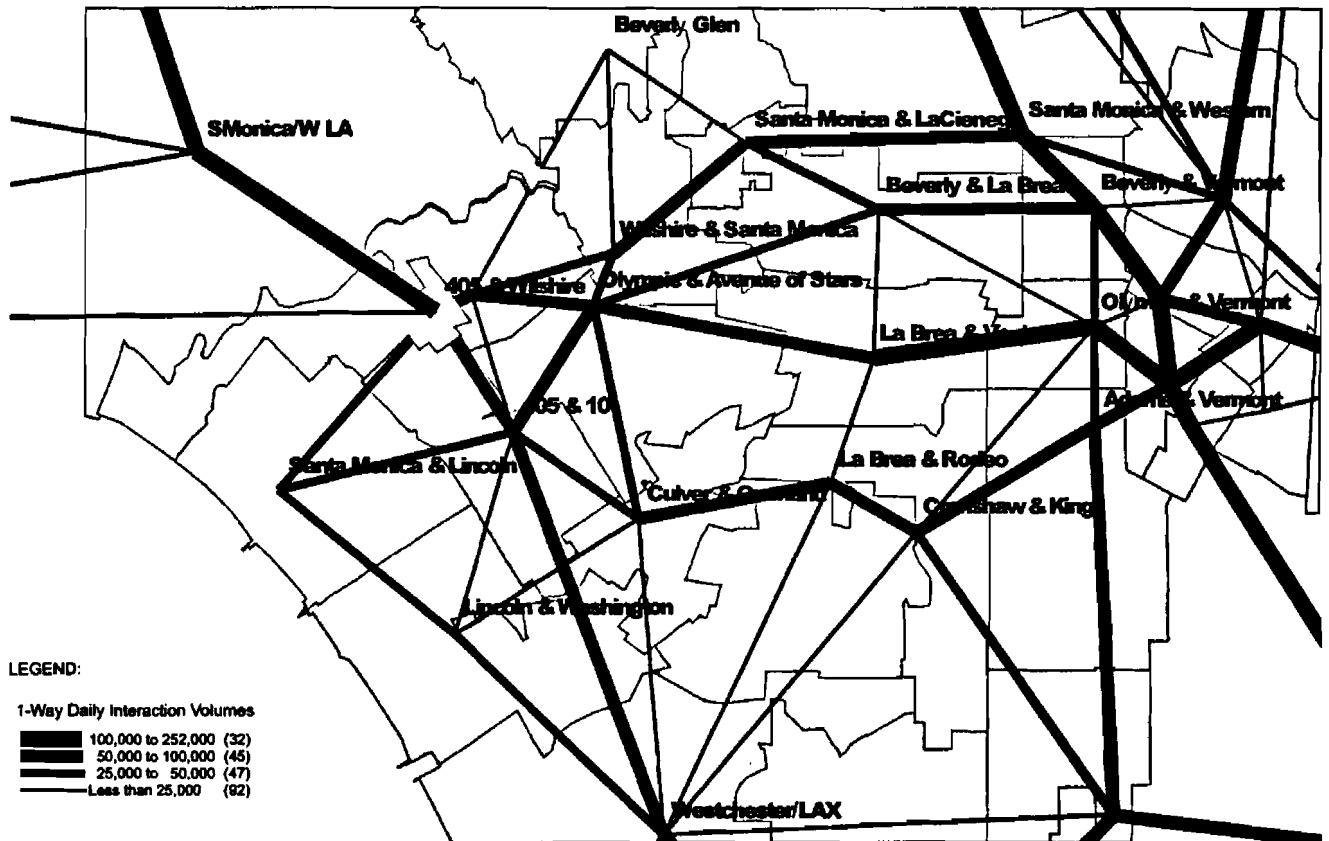 Beverly Glen
SMonica/W LA
Santa Monica & LaCieneg
Santa Monica & Western
Beverly & La Brea
Beverly & Vermont
Wilshire & Santa Monica
405 & Wilshire
Olympic & Avenue of Stars
Olympic & Vermont
La Brea &
Adams & Vermont
405 & 10
Santa Monica & Lincoln
La Brea & Rodeo
Culver &
Crenshaw & King
Lincoln & Washington
LEGEND:
1-Way Daily Interaction Volumes
100,000 to 252,000 (32)
50,000 to 100,000 (45)
25,000 to 50,000 (47)
Less than 25,000 (92)
Westchester/LAX